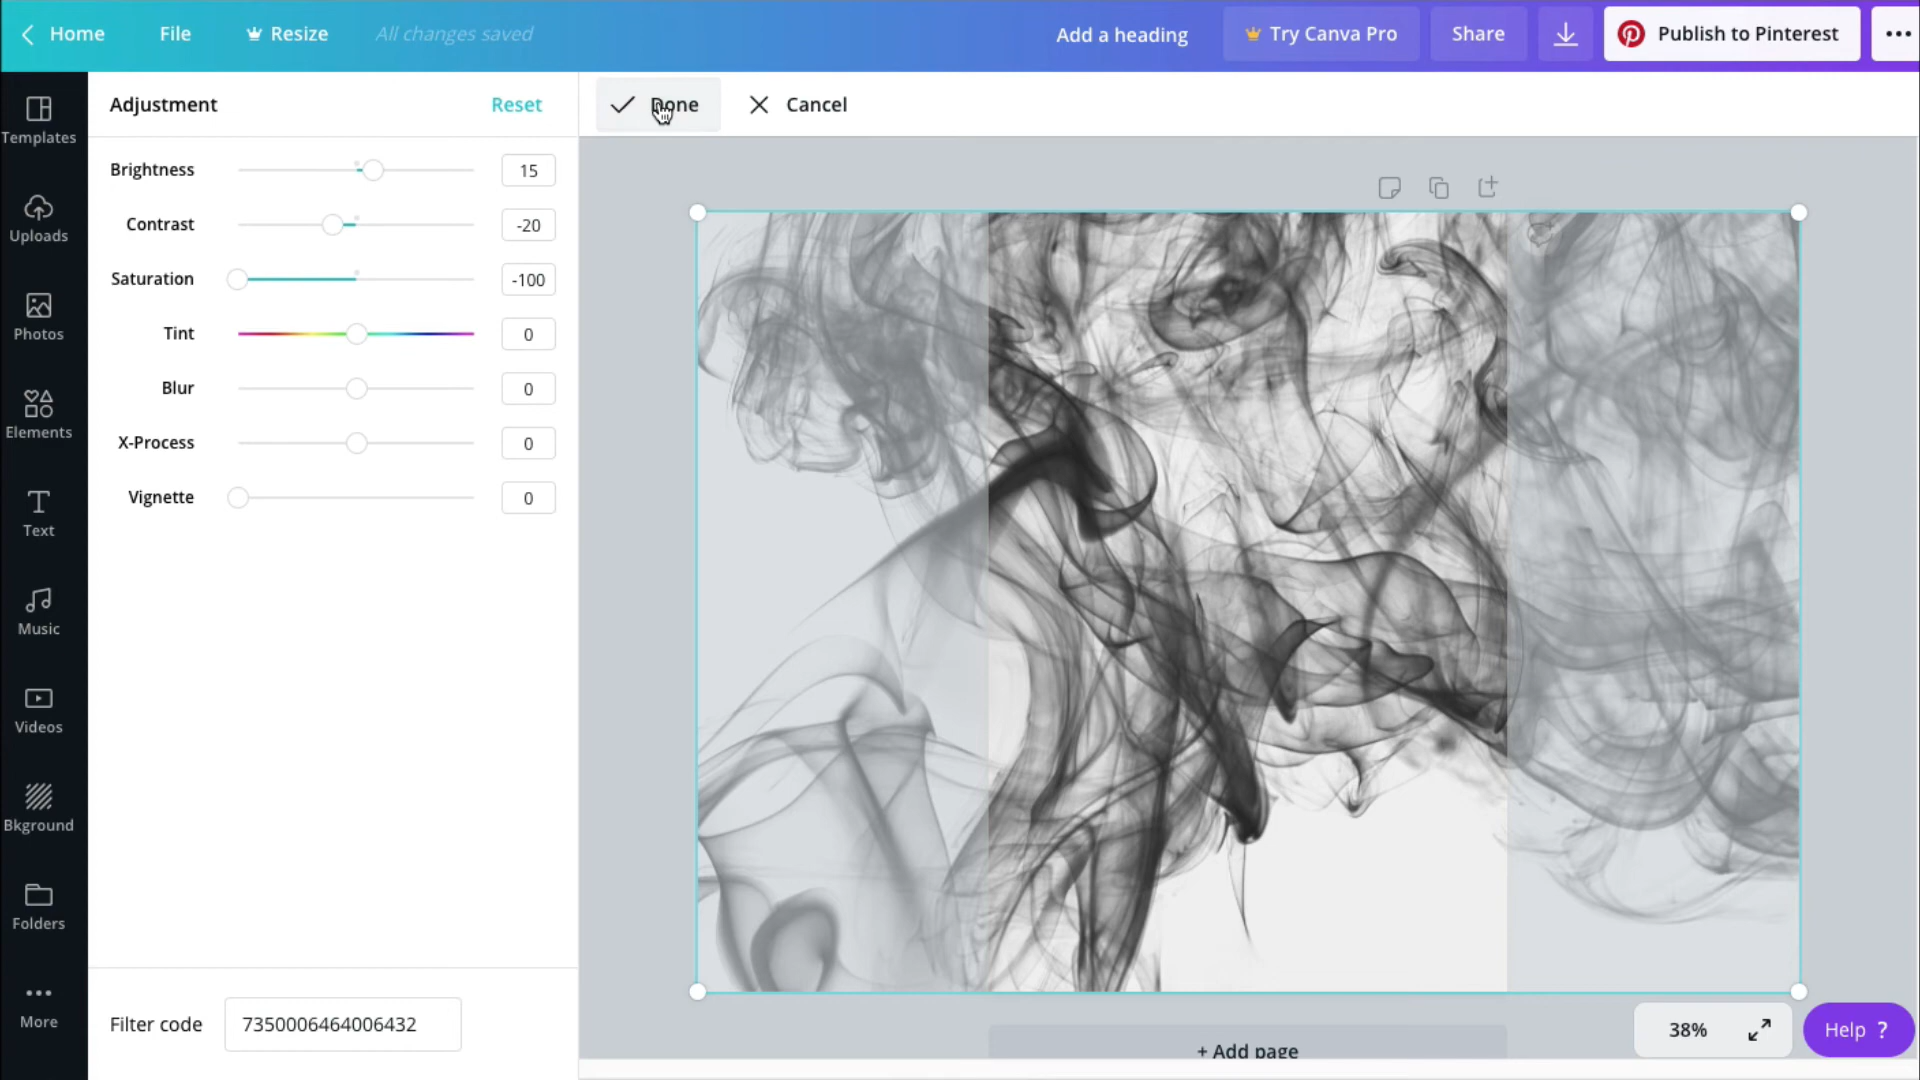 Home
File
Resize
All changes saved
Add a heading
Try Canva Pro
Share
Publish to Pinterest
Templates
Uploads
Photos
Elements
Text
Music
Videos
Bkground
Folders
More
Adjustment
Reset
Done
Cancel
Brightness 15
Contrast -20
Saturation -100
Tint 0
Blur 0
X-Process 0
Vignette 0
Filter code 7350006464006432
+ Add page
38%
Help ?